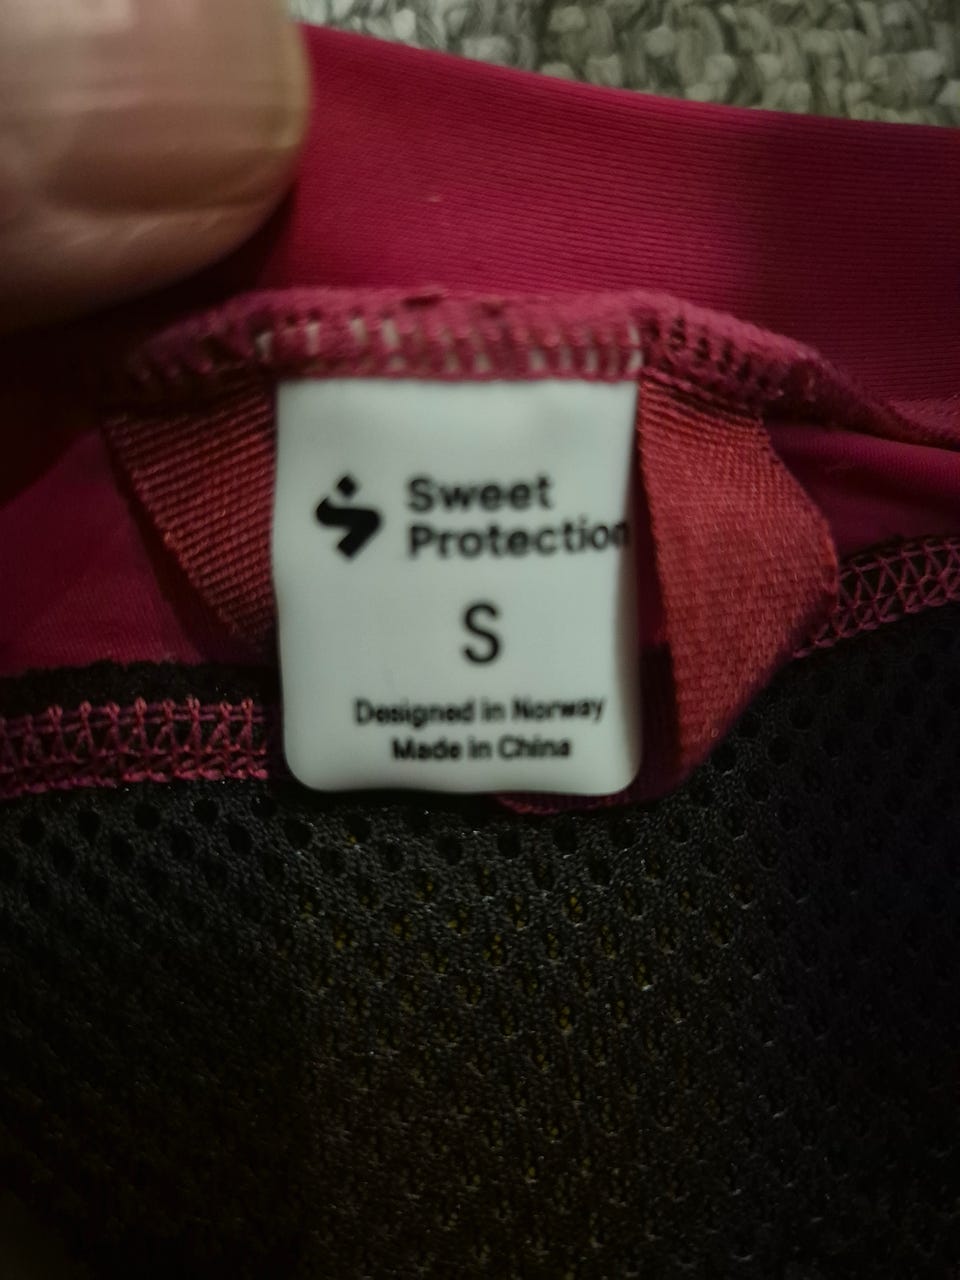 Sweet
Protection
S
Designed in Norway
Made in China